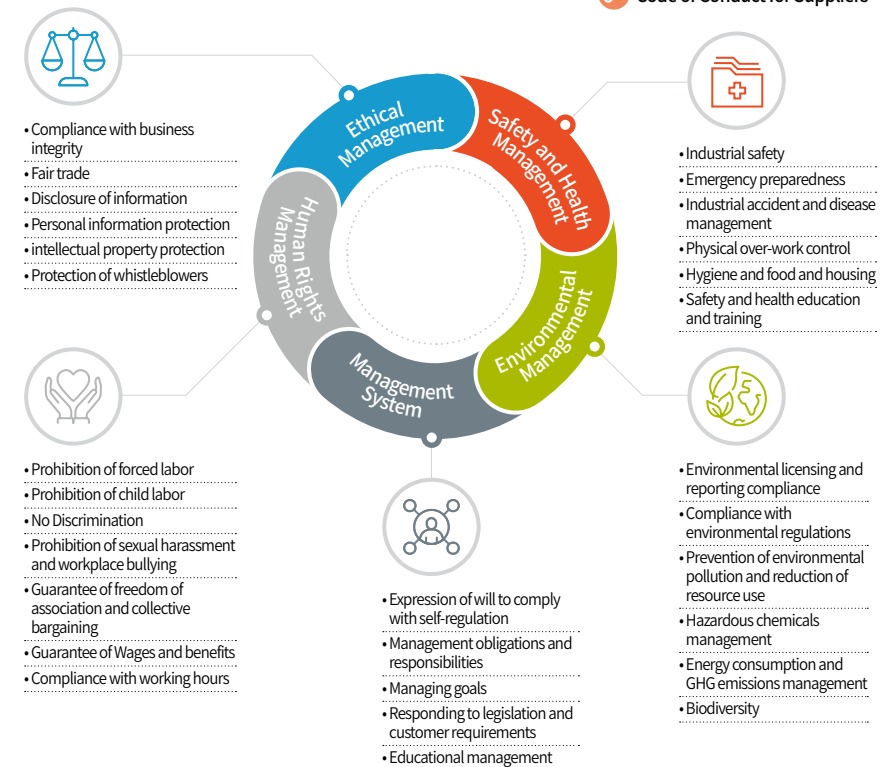 Code of Conduct for Suppliers
Ethical
Management
Safety and Health
Management
Human Rights
Management
Environmental
Management
Management
System
• Compliance with business
integrity
• Fair trade
• Disclosure of information
• Personal information protection
• intellectual property protection
• Protection of whistleblowers
• Industrial safety
• Emergency preparedness
• Industrial accident and disease
management
• Physical over-work control
• Hygiene and food and housing
• Safety and health education
and training
• Prohibition of forced labor
• Prohibition of child labor
• No Discrimination
• Prohibition of sexual harassment
and workplace bullying
• Guarantee of freedom of
association and collective
bargaining
• Guarantee of Wages and benefits
• Compliance with working hours
• Expression of will to comply
with self-regulation
• Management obligations and
responsibilities
• Managing goals
• Responding to legislation and
customer requirements
• Educational management
• Environmental licensing and
reporting compliance
• Compliance with
environmental regulations
• Prevention of environmental
pollution and reduction of
resource use
• Hazardous chemicals
management
• Energy consumption and
GHG emissions management
• Biodiversity